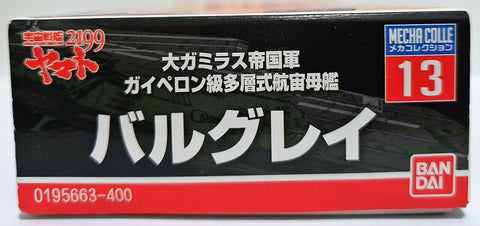 宇宙戦艦
ヤマト2199
大ガミラス帝国軍
ガイペロン級多層式航宙母艦
バルグレイ
MECHA COLLE
メカコレクション
13
BAN
DAI
0195663-400